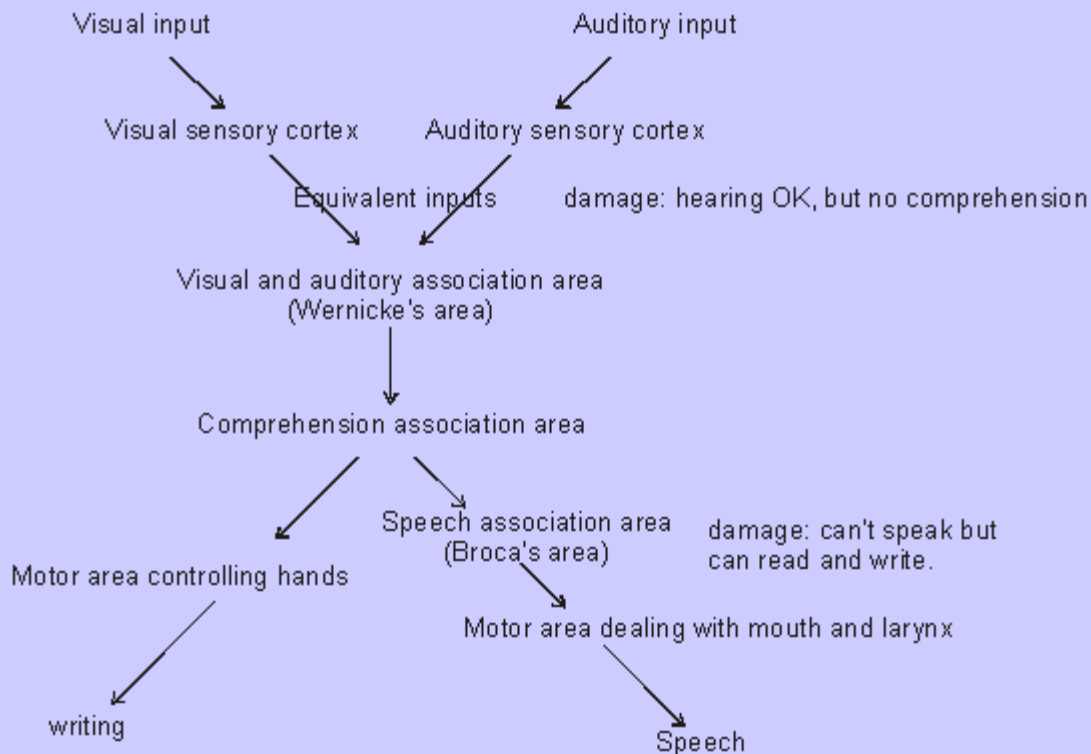 Visual input
Auditory input
Visual sensory cortex
Auditory sensory cortex
Equivalent inputs
damage: hearing OK, but no comprehension
Visual and auditory association area
(Wernicke's area)
Comprehension association area
Speech association area
(Broca's area)
damage: can't speak but
can read and write.
Motor area controlling hands
Motor area dealing with mouth and larynx
writing
Speech